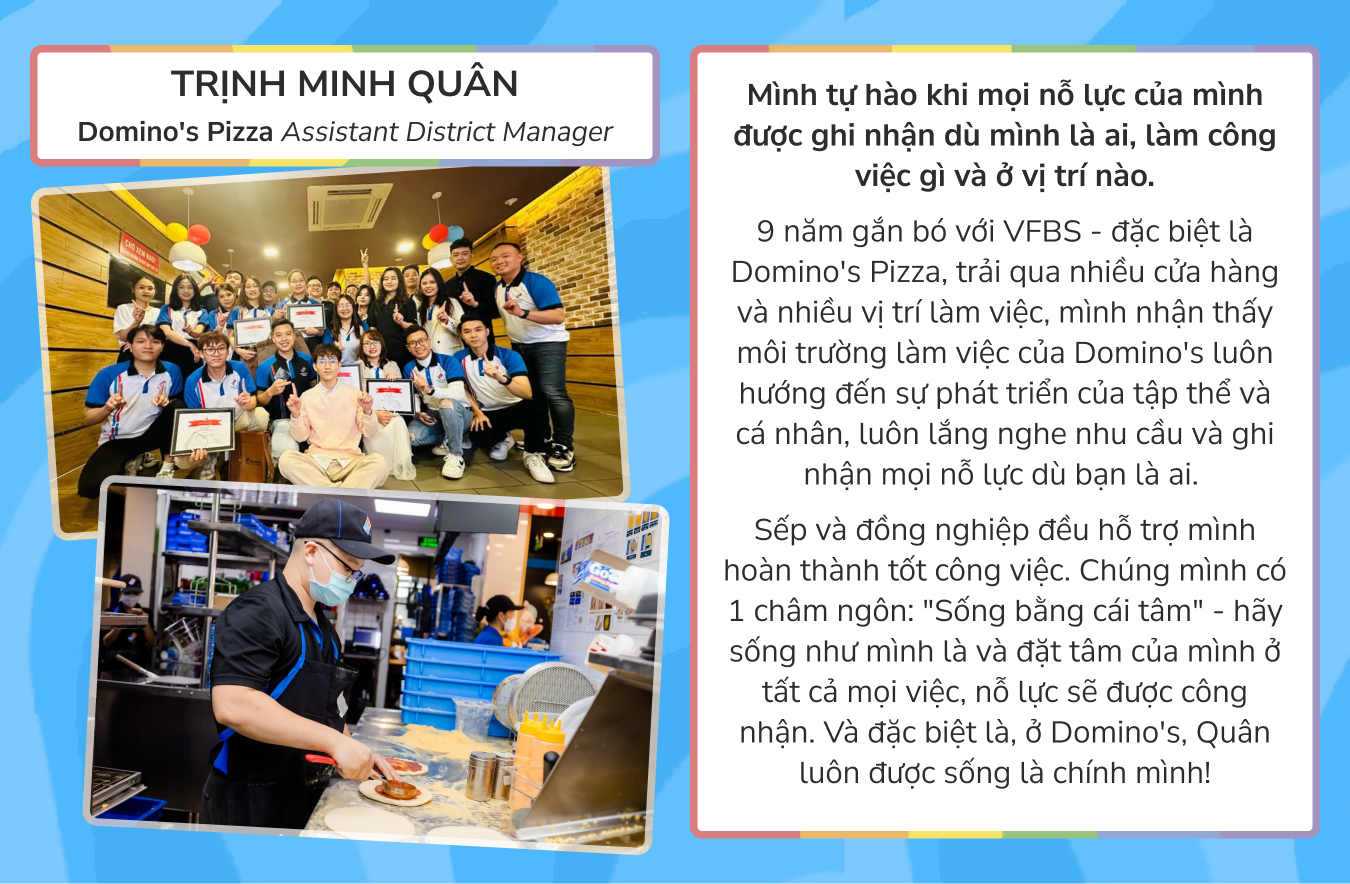 TRỊNH MINH QUÂN
Domino's Pizza Assistant District Manager
Mình tự hào khi mọi nỗ lực của mình
được ghi nhận dù mình là ai, làm công
việc gì và ở vị trí nào.
9 năm gắn bó với VFBS - đặc biệt là
Domino's Pizza, trải qua nhiều cửa hàng
và nhiều vị trí làm việc, mình nhận thấy
môi trường làm việc của Domino's luôn
hướng đến sự phát triển của tập thể và
cá nhân, luôn lắng nghe nhu cầu và ghi
nhận mọi nỗ lực dù bạn là ai.
Sếp và đồng nghiệp đều hỗ trợ mình
hoàn thành tốt công việc. Chúng mình có
1 châm ngôn: "Sống bằng cái tâm" - hãy
sống như mình là và đặt tâm của mình ở
tất cả mọi việc, nỗ lực sẽ được công
nhận. Và đặc biệt là, ở Domino's, Quân
luôn được sống là chính mình!